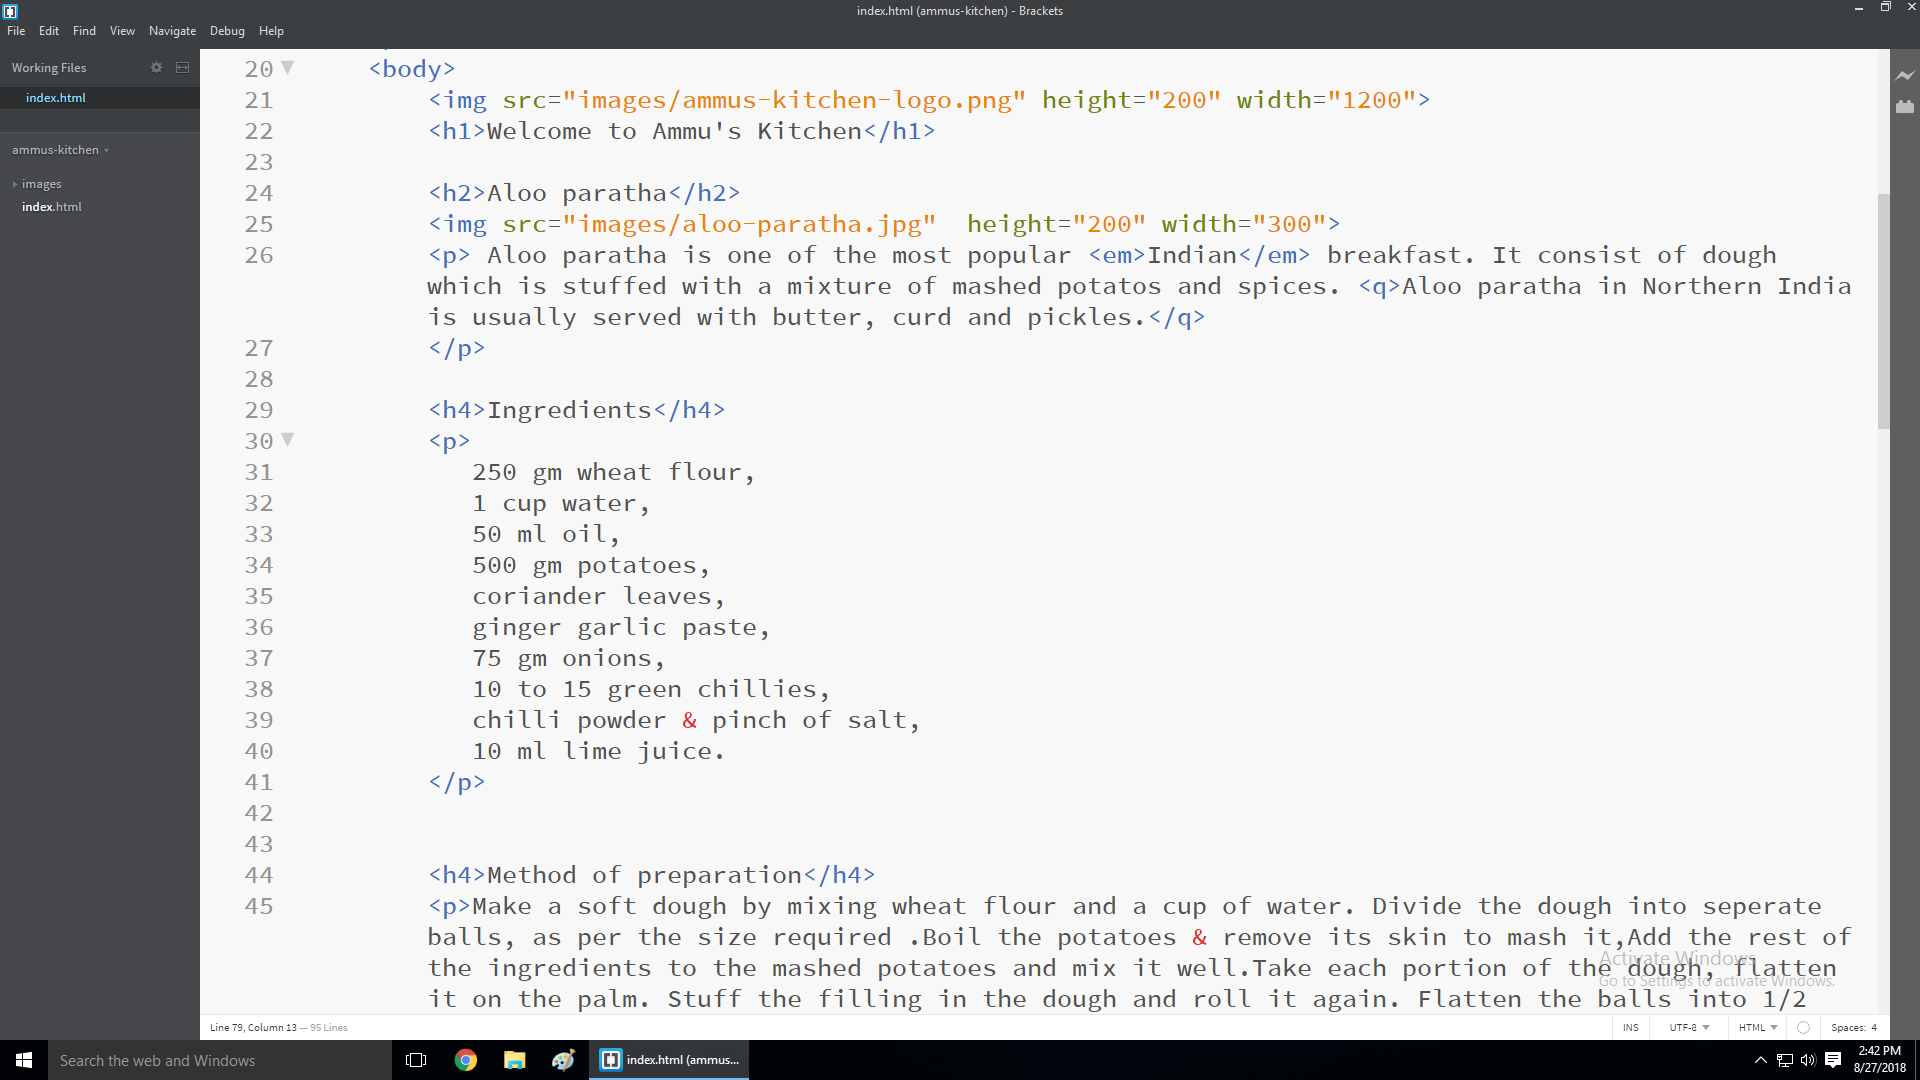 index.html (ammus-kitchen) - Brackets
File Edit Find View Navigate Debug Help
Working Files
index.html
ammus-kitchen
images
index.html
20 <body>
21 <img src="images/ammus-kitchen-logo.png" height="200" width="1200">
22 <h1>Welcome to Ammu's Kitchen</h1>
23
24 <h2>Aloo paratha</h2>
25 <img src="images/aloo-paratha.jpg"  height="200" width="300">
26 <p> Aloo paratha is one of the most popular <em>Indian</em> breakfast. It consist of dough
which is stuffed with a mixture of mashed potatos and spices. <q>Aloo paratha in Northern India
is usually served with butter, curd and pickles.</q>
27 </p>
28
29 <h4>Ingredients</h4>
30 <p>
31 250 gm wheat flour,
32 1 cup water,
33 50 ml oil,
34 500 gm potatoes,
35 coriander leaves,
36 ginger garlic paste,
37 75 gm onions,
38 10 to 15 green chillies,
39 chilli powder & pinch of salt,
40 10 ml lime juice.
41 </p>
42
43
44 <h4>Method of preparation</h4>
45 <p>Make a soft dough by mixing wheat flour and a cup of water. Divide the dough into seperate
balls, as per the size required .Boil the potatoes & remove its skin to mash it,Add the rest of
the ingredients to the mashed potatoes and mix it well.Take each portion of the dough, flatten
it on the palm. Stuff the filling in the dough and roll it again. Flatten the balls into 1/2
Activate Windows
Go to Settings to activate Windows.
Line 79, Column 13 — 95 Lines
INS UTF-8 HTML Spaces: 4
Search the web and Windows
index.html (ammus...
2:42 PM
8/27/2018